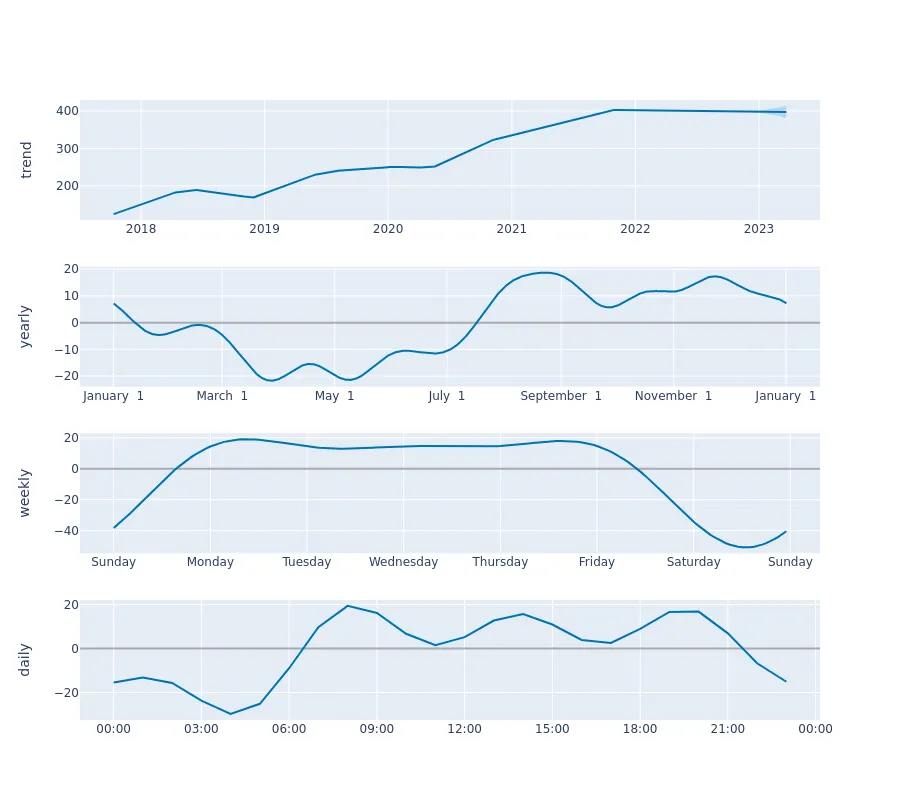 trend
400
300
200
2018 2019 2020 2021 2022 2023
yearly
20
10
0
−10
−20
January 1 March 1 May 1 July 1 September 1 November 1 January 1
weekly
20
0
−20
−40
Sunday Monday Tuesday Wednesday Thursday Friday Saturday Sunday
daily
20
0
−20
00:00 03:00 06:00 09:00 12:00 15:00 18:00 21:00 00:00